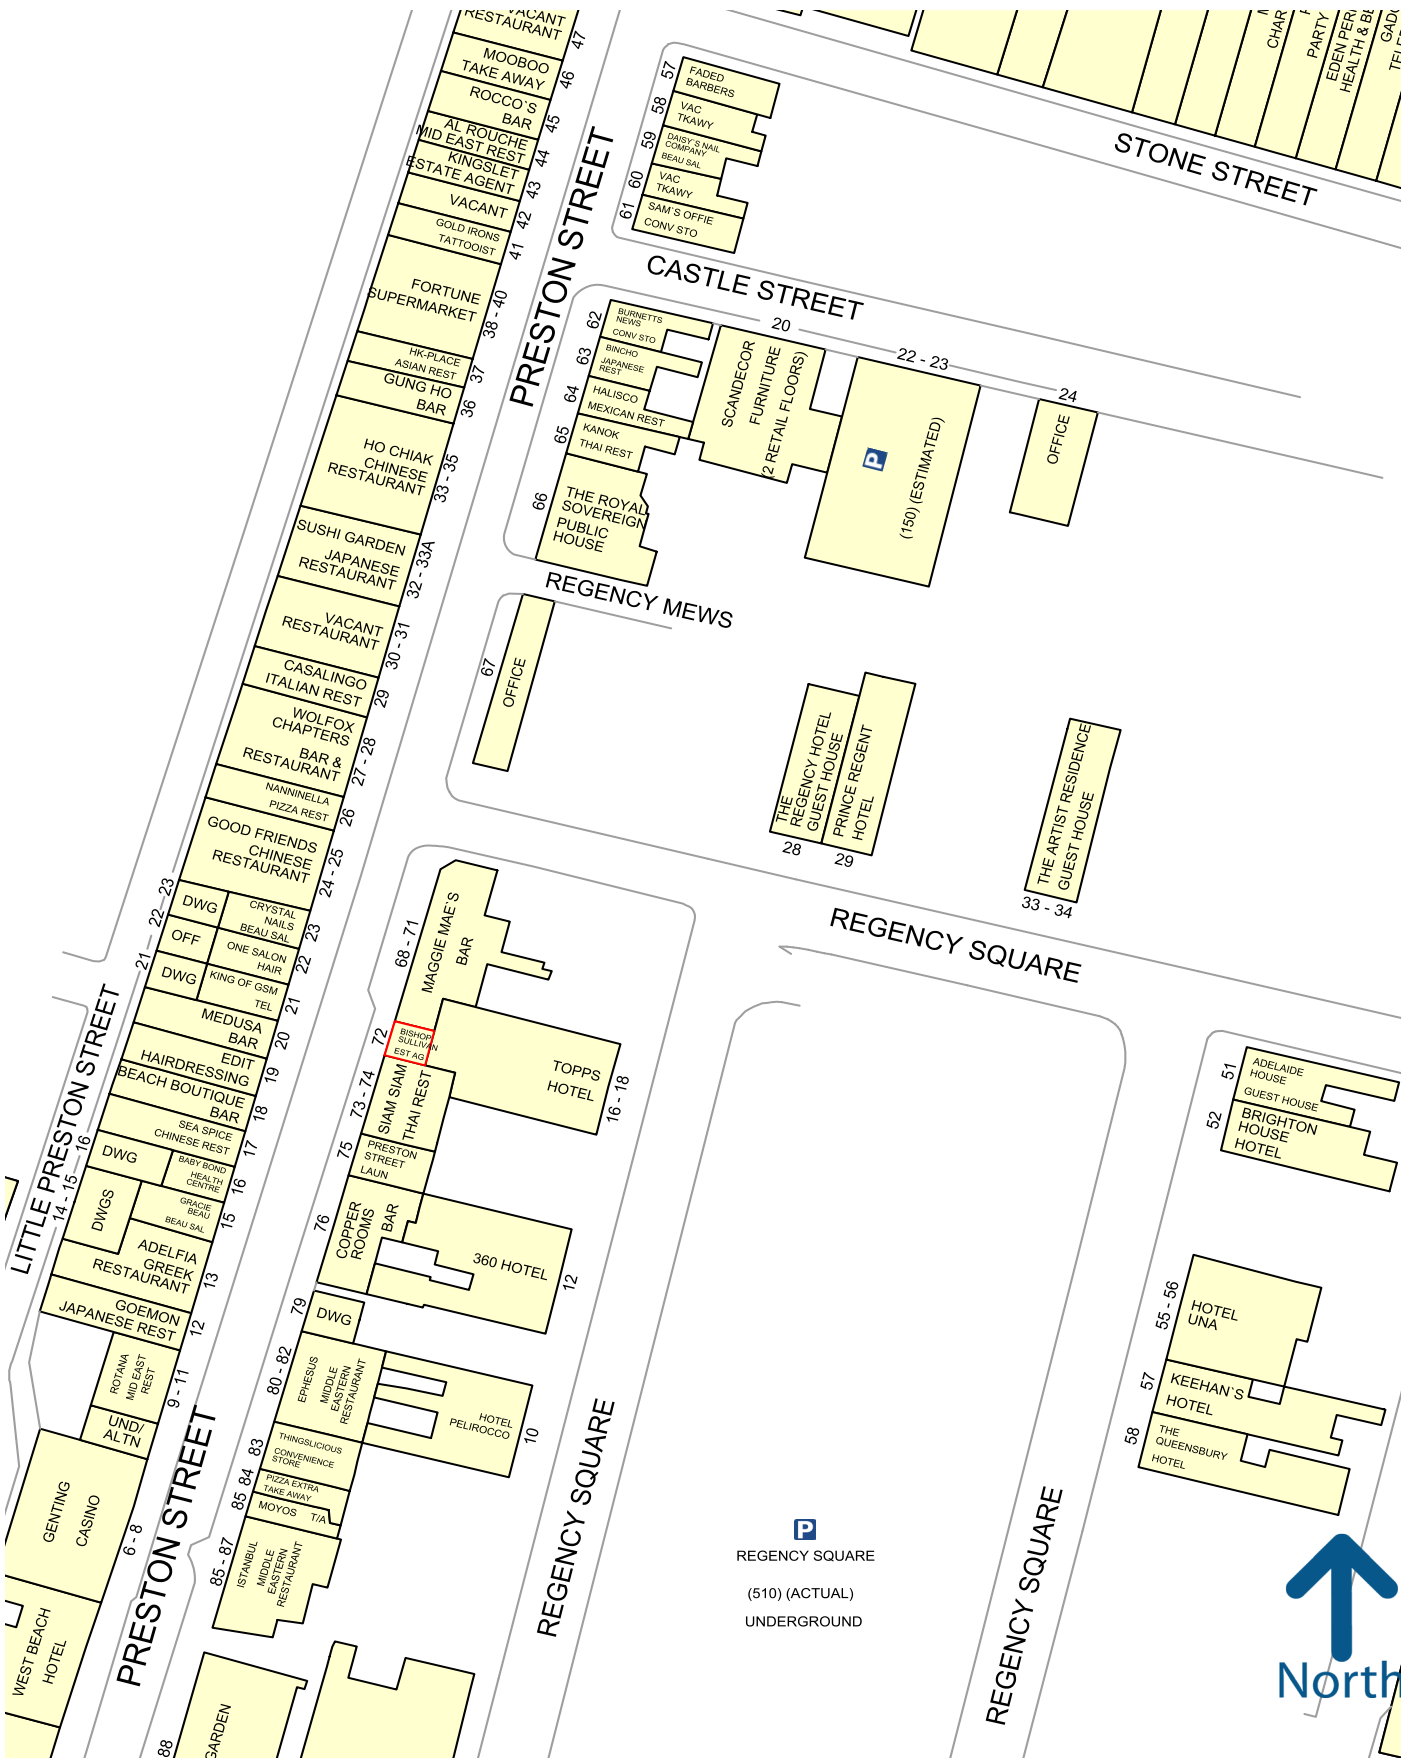 VACANT
RESTAURANT
47
MOOBOO
TAKE AWAY
46
ROCCO`S
BAR
45
AL ROUCHE
MID EAST REST
44
KINGSLET
ESTATE AGENT
43
VACANT
42
GOLD IRONS
TATTOOIST
41
FORTUNE
SUPERMARKET
38 - 40
HK-PLACE
ASIAN REST
37
GUNG HO
BAR
36
HO CHIAK
CHINESE
RESTAURANT
33 - 35
SUSHI GARDEN
JAPANESE
RESTAURANT
32 - 33A
VACANT
RESTAURANT
30 - 31
CASALINGO
ITALIAN REST
29
WOLFOX
CHAPTERS
BAR &
RESTAURANT
27 - 28
NANNINELLA
PIZZA REST
26
GOOD FRIENDS
CHINESE
RESTAURANT
24 - 25
23
DWG
CRYSTAL
NAILS
BEAU SAL
23
22
OFF
ONE SALON
HAIR
22
21
DWG
KING OF GSM
TEL
21
MEDUSA
BAR
20
EDIT
HAIRDRESSING
19
BEACH BOUTIQUE
BAR
18
SEA SPICE
CHINESE REST
17
16
DWG
BABY BOND
HEALTH
CENTRE
16
14 - 15
DWGS
GRACIE
BEAU
BEAU SAL
15
ADELFIA
GREEK
RESTAURANT
13
GOEMON
JAPANESE REST
12
ROTANA
MID EAST
REST
9 - 11
UND/
ALTN
GENTING
CASINO
6 - 8
WEST BEACH
HOTEL
LITTLE PRESTON STREET
PRESTON STREET
PRESTON STREET
57
FADED
BARBERS
58
VAC
TKAWY
59
DAISY`S NAIL
COMPANY
BEAU SAL
60
VAC
TKAWY
61
SAM`S OFFIE
CONV STO
STONE STREET
CHAR
PARTY
EDEN PER
HEALTH & BE
GAD
CASTLE STREET
62
BURNETTS
NEWS
CONV STO
63
BINCHO
JAPANESE
REST
64
HALISCO
MEXICAN REST
65
KANOK
THAI REST
66
THE ROYAL
SOVEREIGN
PUBLIC
HOUSE
20
SCANDECOR
FURNITURE
(2 RETAIL FLOORS)
22 - 23
P
(150) (ESTIMATED)
24
OFFICE
REGENCY MEWS
67
OFFICE
THE
REGENCY HOTEL
GUEST HOUSE
28
PRINCE REGENT
HOTEL
29
THE ARTIST RESIDENCE
GUEST HOUSE
33 - 34
REGENCY SQUARE
68 - 71
MAGGIE MAE`S
BAR
72
BISHOP
SULLIVAN
EST AG
TOPPS
HOTEL
16 - 18
73 - 74
SIAM SIAM
THAI REST
75
PRESTON
STREET
LAUN
76
COPPER
ROOMS
BAR
360 HOTEL
12
79
DWG
80 - 82
EPHESUS
MIDDLE
EASTERN
RESTAURANT
HOTEL
PELIROCCO
10
83
THINGSLICIOUS
CONVENIENCE
STORE
84
PIZZA EXTRA
TAKE AWAY
85
MOYOS
T/A
85 - 87
ISTANBUL
MIDDLE
EASTERN
RESTAURANT
88
GARDEN
REGENCY SQUARE
P
REGENCY SQUARE
(510) (ACTUAL)
UNDERGROUND
REGENCY SQUARE
51
ADELAIDE
HOUSE
GUEST HOUSE
52
BRIGHTON
HOUSE
HOTEL
55 - 56
HOTEL
UNA
57
KEEHAN`S
HOTEL
58
THE
QUEENSBURY
HOTEL
North